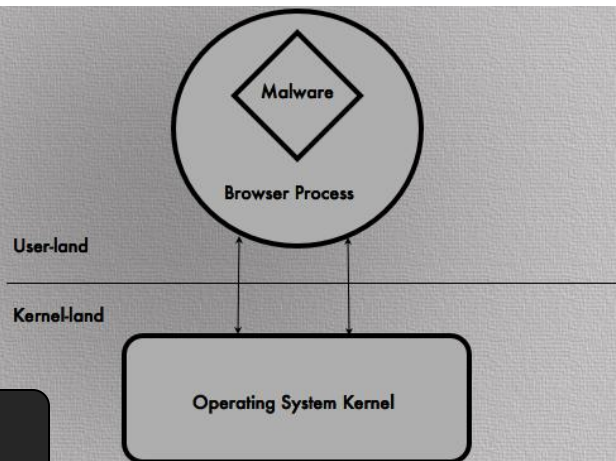 Malware
Browser Process
User-land
Kernel-land
Operating System Kernel